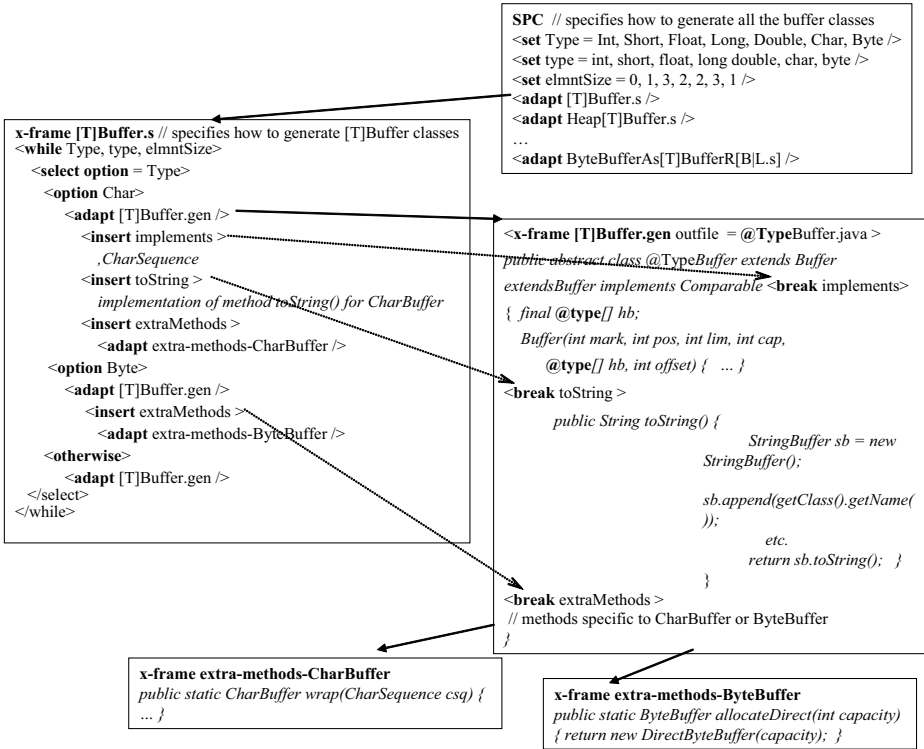 SPC // specifies how to generate all the buffer classes
<set Type = Int, Short, Float, Long, Double, Char, Byte />
<set type = int, short, float, long double, char, byte />
<set elmntSize = 0, 1, 3, 2, 2, 3, 1 />
<adapt [T]Buffer.s />
<adapt Heap[T]Buffer.s />
…
<adapt ByteBufferAs[T]BufferR[B|L.s] />
x-frame [T]Buffer.s // specifies how to generate [T]Buffer classes
<while Type, type, elmntSize>
<select option = Type>
<option Char>
<adapt [T]Buffer.gen />
<insert implements >
,CharSequence
<insert toString >
implementation of method toString() for CharBuffer
<insert extraMethods >
<adapt extra-methods-CharBuffer />
<option Byte>
<adapt [T]Buffer.gen />
<insert extraMethods >
<adapt extra-methods-ByteBuffer />
<otherwise>
<adapt [T]Buffer.gen />
</select>
</while>
<x-frame [T]Buffer.gen outfile = @TypeBuffer.java >
public abstract class @TypeBuffer extends Buffer
extendsBuffer implements Comparable <break implements>
{ final @type[] hb;
Buffer(int mark, int pos, int lim, int cap,
@type[] hb, int offset) { … }
<break toString >
public String toString() {
StringBuffer sb = new
StringBuffer();
sb.append(getClass().getName(
));
etc.
return sb.toString(); }
}
<break extraMethods >
// methods specific to CharBuffer or ByteBuffer
}
x-frame extra-methods-CharBuffer
public static CharBuffer wrap(CharSequence csq) {
… }
x-frame extra-methods-ByteBuffer
public static ByteBuffer allocateDirect(int capacity)
{ return new DirectByteBuffer(capacity); }